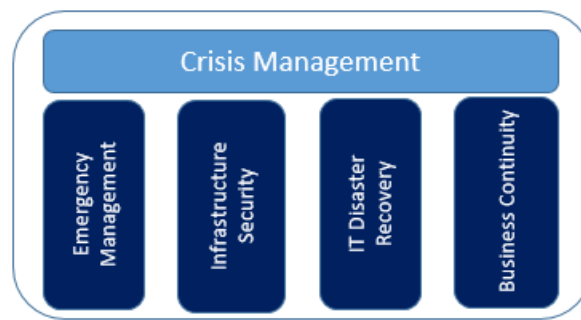 Crisis Management
Emergency
Management
Infrastructure
Security
IT Disaster
Recovery
Business Continuity